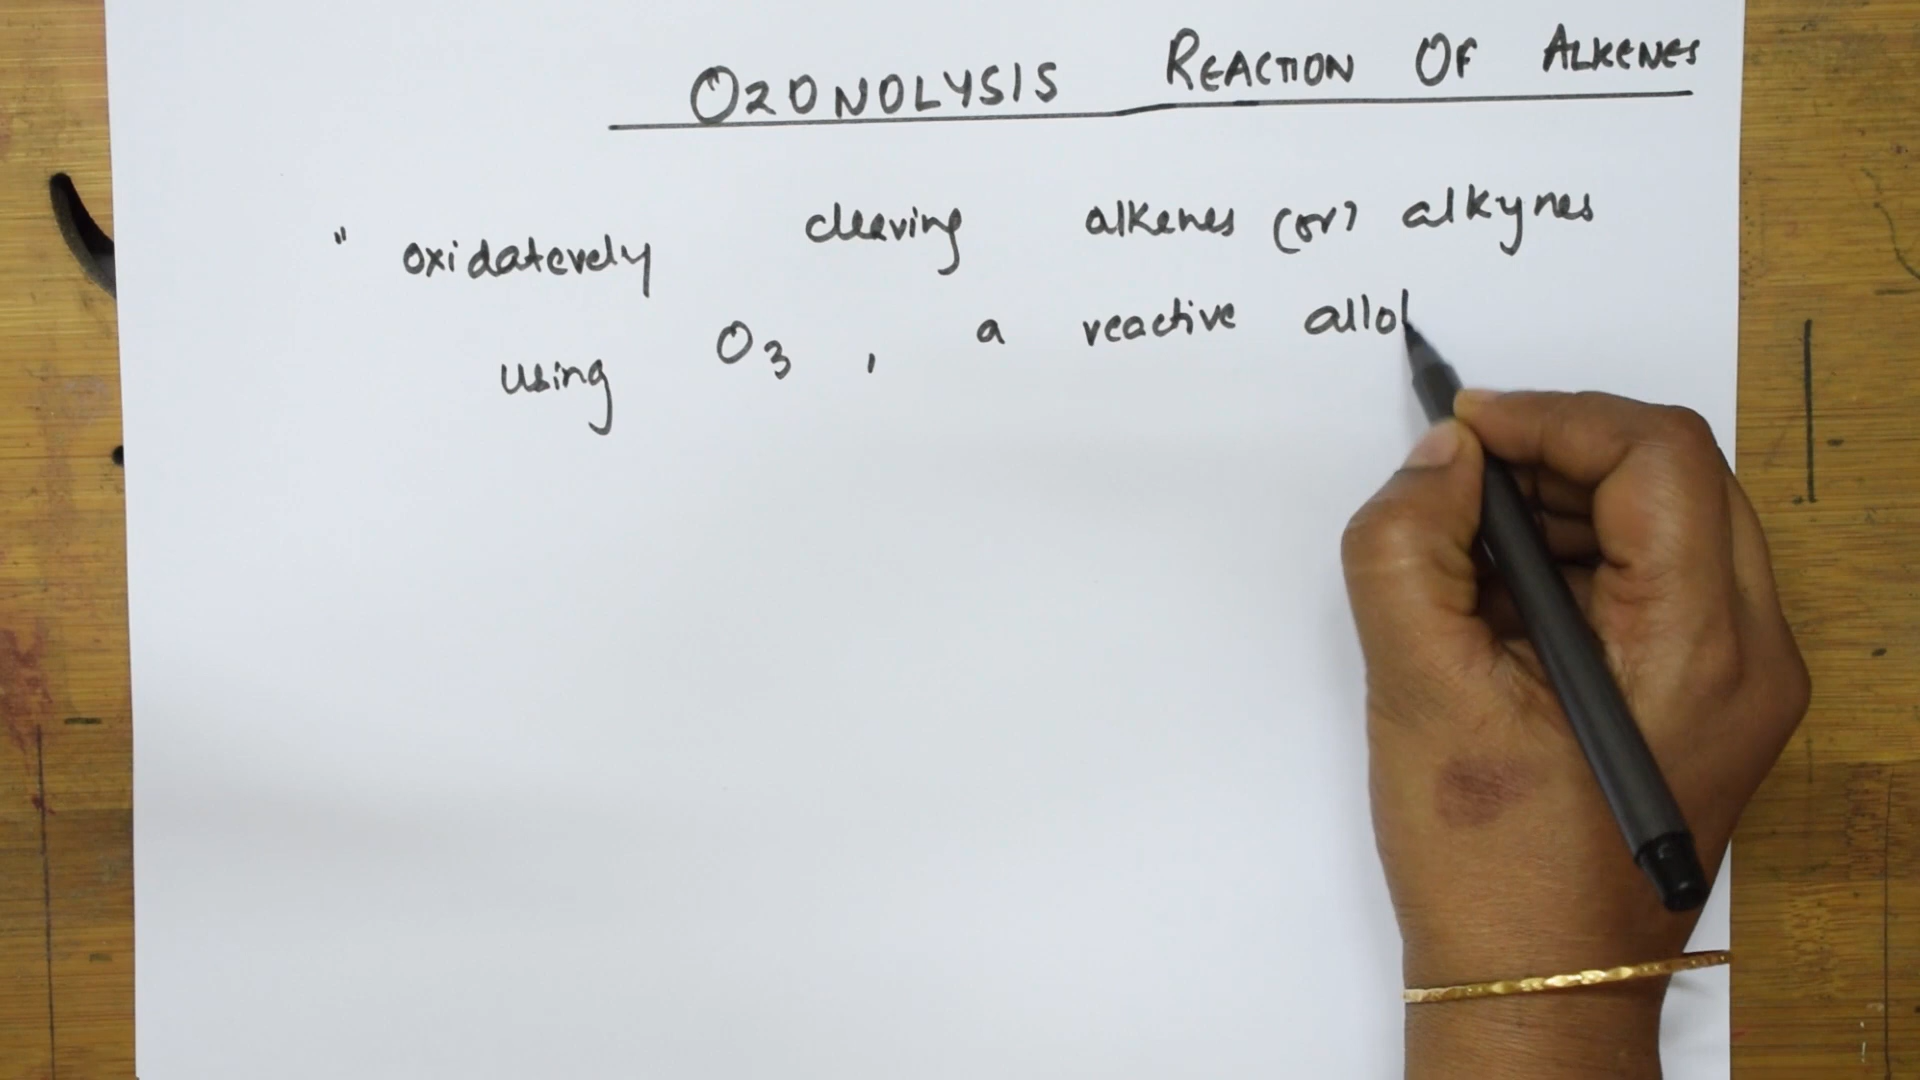 OZONOLYSIS REACTION OF ALKENES
" oxidatevely cleaving alkenes (or) alkynes
using O3 , a reactive allo